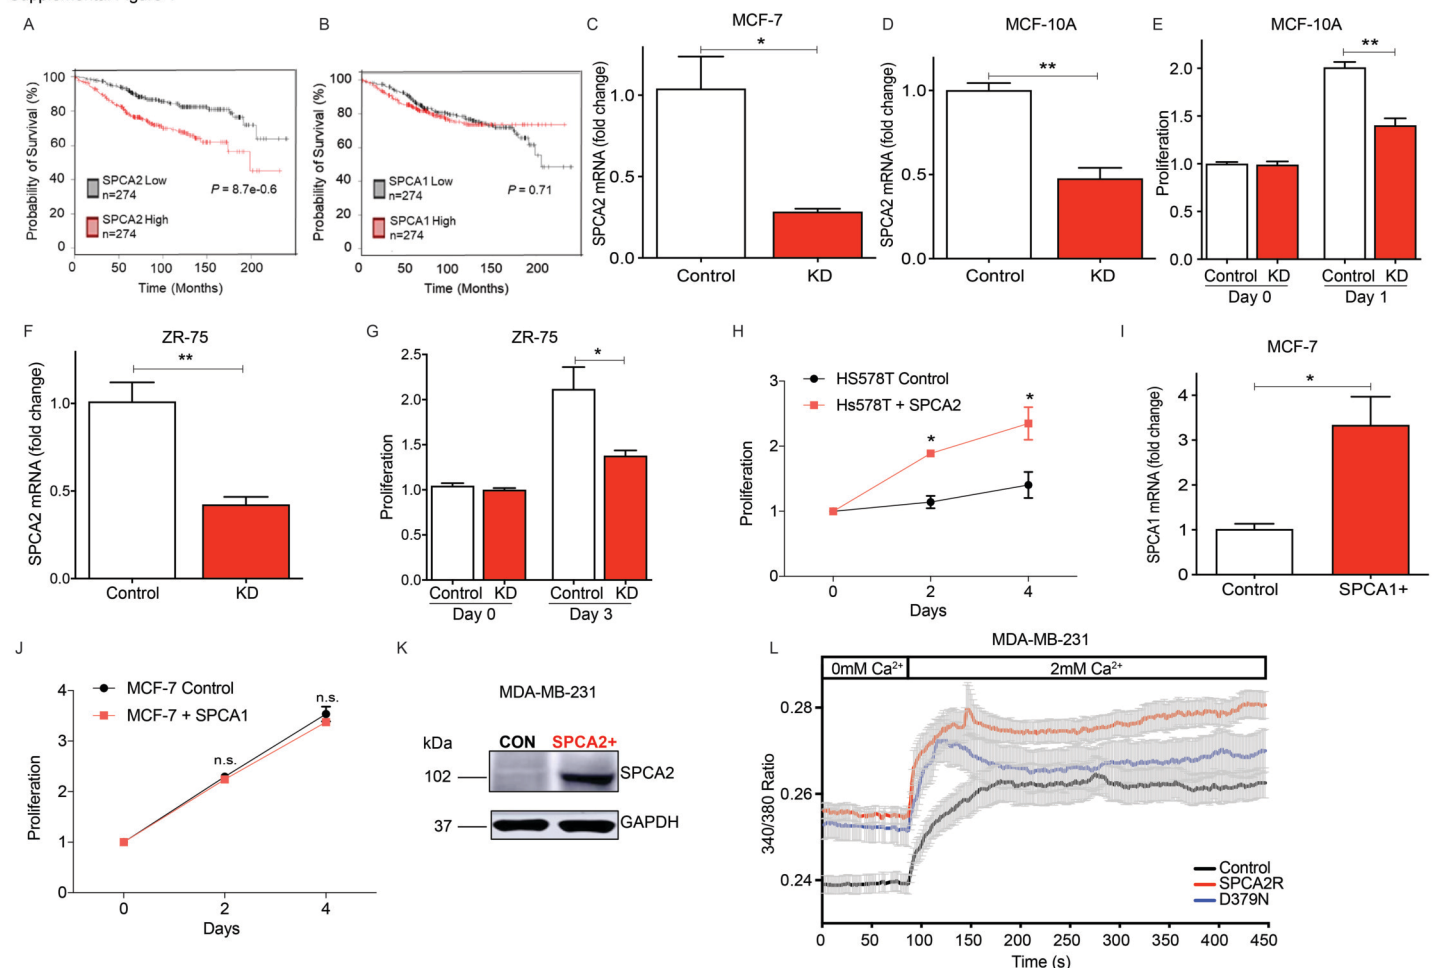 A
100
80
60
40
20
0
Probability of Survival (%)
SPCA2 Low
n=274
SPCA2 High
n=274
P = 8.7e-0.6
0 50 100 150 200
Time (Months)
B
100
80
60
40
20
0
Probability of Survival (%)
SPCA1 Low
n=274
SPCA1 High
n=274
P = 0.71
0 50 100 150 200
Time (Months)
C
MCF-7
*
SPCA2 mRNA (fold change)
1.0
0.5
0.0
Control KD
D
MCF-10A
**
SPCA2 mRNA (fold change)
1.0
0.5
0.0
Control KD
E
MCF-10A
**
Proliferation
2.0
1.5
1.0
0.5
0.0
Control KD Control KD
Day 0 Day 1
F
ZR-75
**
SPCA2 mRNA (fold change)
1.0
0.5
0.0
Control KD
G
ZR-75
*
Proliferation
2.5
2.0
1.5
1.0
0.5
0.0
Control KD Control KD
Day 0 Day 3
H
HS578T Control
Hs578T + SPCA2
* *
Proliferation
3
2
1
0
0 2 4
Days
I
MCF-7
*
SPCA1 mRNA (fold change)
4
3
2
1
0
Control SPCA1+
J
MCF-7 Control
MCF-7 + SPCA1
n.s. n.s.
Proliferation
4
3
2
1
0
0 2 4
Days
K
MDA-MB-231
kDa CON SPCA2+
102 SPCA2
37 GAPDH
L
MDA-MB-231
0mM Ca²⁺ 2mM Ca²⁺
340/380 Ratio
0.28
0.26
0.24
Control
SPCA2R
D379N
0 50 100 150 200 250 300 350 400 450
Time (s)